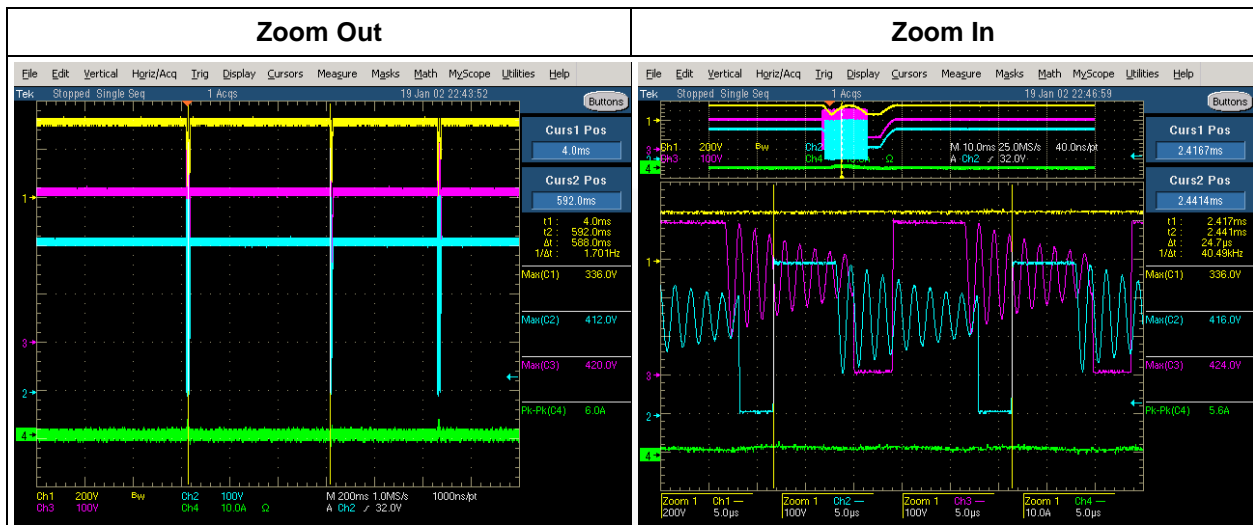 Zoom Out
Zoom In
File Edit Vertical Horiz/Acq Trig Display Cursors Measure Masks Math MyScope Utilities Help
Tek Stopped Single Seq 1 Acqs 19 Jan 02 22:43:52
Buttons
Curs1 Pos
4.0ms
Curs2 Pos
592.0ms
t1 : 4.0ms
t2 : 592.0ms
Δt : 588.0ms
1/Δt : 1.701Hz
Max(C1) 336.0V
Max(C2) 412.0V
Max(C3) 420.0V
Pk-Pk(C4) 6.0A
1
3
2
4
Ch1 200V Bw Ch2 100V M 200ms 1.0MS/s 1000ns/pt
Ch3 100V Ch4 10.0A Ω A Ch2 / 32.0V
File Edit Vertical Horiz/Acq Trig Display Cursors Measure Masks Math MyScope Utilities Help
Tek Stopped Single Seq 1 Acqs 19 Jan 02 22:46:59
Buttons
1
Ch1 200V Bw Ch2 M 10.0ms 25.0MS/s 40.0ns/pt
Ch3 100V Ch4 Ω A Ch2 / 32.0V
4
Curs1 Pos
2.4167ms
Curs2 Pos
2.4414ms
t1 : 2.417ms
t2 : 2.441ms
Δt : 24.7µs
1/Δt : 40.49kHz
Max(C1) 336.0V
Max(C2) 416.0V
Max(C3) 424.0V
Pk-Pk(C4) 5.6A
1
3
2
4
Zoom 1 Ch1 Zoom 1 Ch2 Zoom 1 Ch3 Zoom 1 Ch4
200V 5.0µs 100V 5.0µs 100V 5.0µs 10.0A 5.0µs